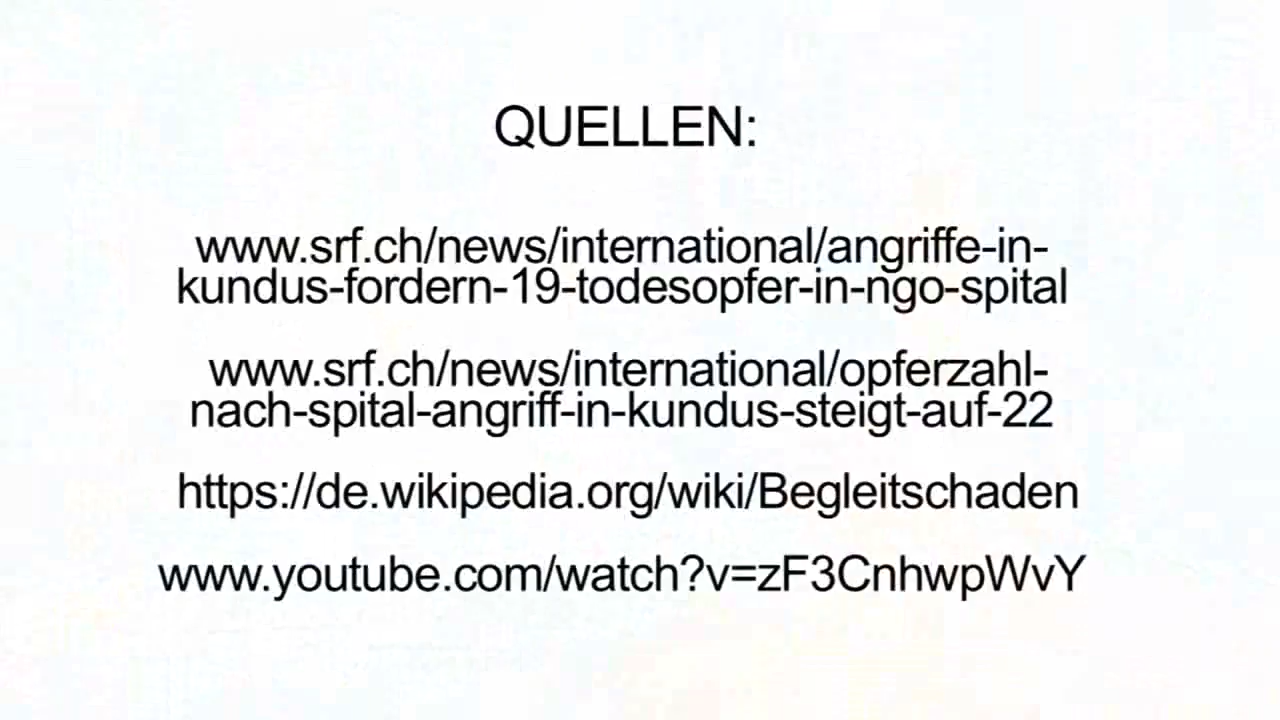 QUELLEN:
www.srf.ch/news/international/angriffe-in-
kundus-fordern-19-todesopfer-in-ngo-spital
www.srf.ch/news/international/opferzahl-
nach-spital-angriff-in-kundus-steigt-auf-22
https://de.wikipedia.org/wiki/Begleitschaden
www.youtube.com/watch?v=zF3CnhwpWvY